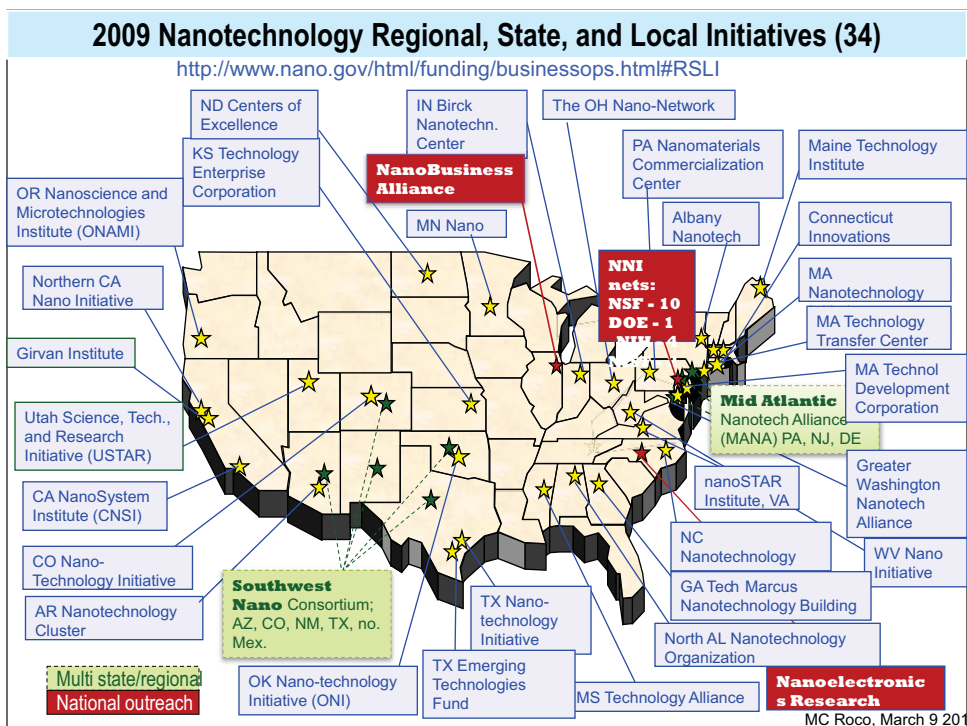 2009 Nanotechnology Regional, State, and Local Initiatives (34)
http://www.nano.gov/html/funding/businessops.html#RSLI
ND Centers of
Excellence
KS Technology
Enterprise
Corporation
IN Birck
Nanotechn.
Center
The OH Nano-Network
PA Nanomaterials
Commercialization
Center
Maine Technology
Institute
NanoBusiness
Alliance
OR Nanoscience and
Microtechnologies
Institute (ONAMI)
MN Nano
Albany
Nanotech
Connecticut
Innovations
Northern CA
Nano Initiative
NNI
nets:
NSF - 10
DOE - 1
NIH - 4
MA
Nanotechnology
MA Technology
Transfer Center
Girvan Institute
MA Technol
Development
Corporation
Utah Science, Tech.,
and Research
Initiative (USTAR)
Mid Atlantic
Nanotech Alliance
(MANA) PA, NJ, DE
CA NanoSystem
Institute (CNSI)
nanoSTAR
Institute, VA
Greater
Washington
Nanotech
Alliance
CO Nano-
Technology Initiative
NC
Nanotechnology
WV Nano
Initiative
AR Nanotechnology
Cluster
Southwest
Nano Consortium;
AZ, CO, NM, TX, no.
Mex.
TX Nano-
technology
Initiative
GA Tech Marcus
Nanotechnology Building
North AL Nanotechnology
Organization
Multi state/regional
National outreach
OK Nano-technology
Initiative (ONI)
TX Emerging
Technologies
Fund
MS Technology Alliance
Nanoelectronic
s Research
MC Roco, March 9 201